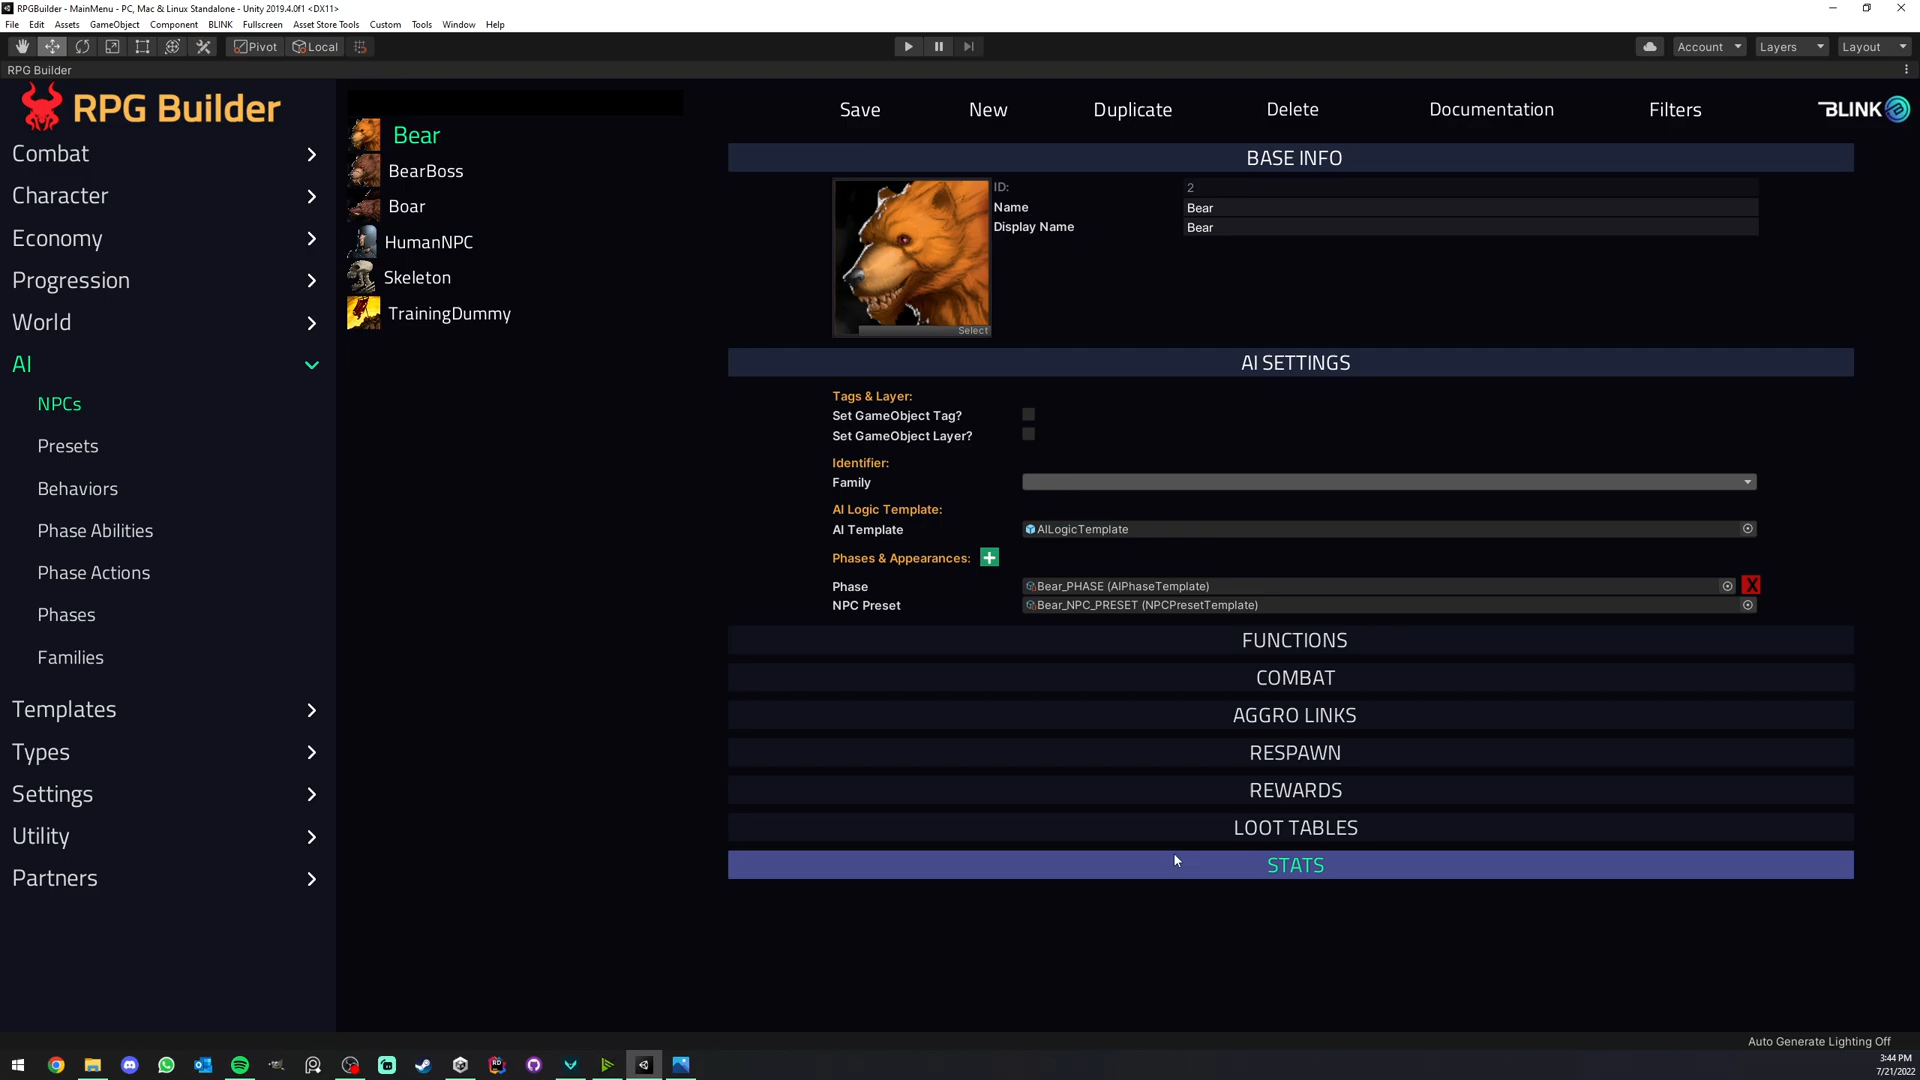 RPGBuilder - MainMenu - PC, Mac & Linux Standalone - Unity 2019.4.0f1 <DX11>
File Edit Assets GameObject Component BLINK Fullscreen Asset Store Tools Custom Tools Window Help
Pivot Local Account Layers Layout
RPG Builder
RPG Builder
Combat
Character
Economy
Progression
World
AI
NPCs
Presets
Behaviors
Phase Abilities
Phase Actions
Phases
Families
Templates
Types
Settings
Utility
Partners
Bear
BearBoss
Boar
HumanNPC
Skeleton
TrainingDummy
Save New Duplicate Delete Documentation Filters BLINK
BASE INFO
Select
ID: 2
Name Bear
Display Name Bear
AI SETTINGS
Tags & Layer:
Set GameObject Tag?
Set GameObject Layer?
Identifier:
Family
AI Logic Template:
AI Template AILogicTemplate
Phases & Appearances:
Phase Bear_PHASE (AIPhaseTemplate) X
NPC Preset Bear_NPC_PRESET (NPCPresetTemplate)
FUNCTIONS
COMBAT
AGGRO LINKS
RESPAWN
REWARDS
LOOT TABLES
STATS
Auto Generate Lighting Off
3:44 PM
7/21/2022